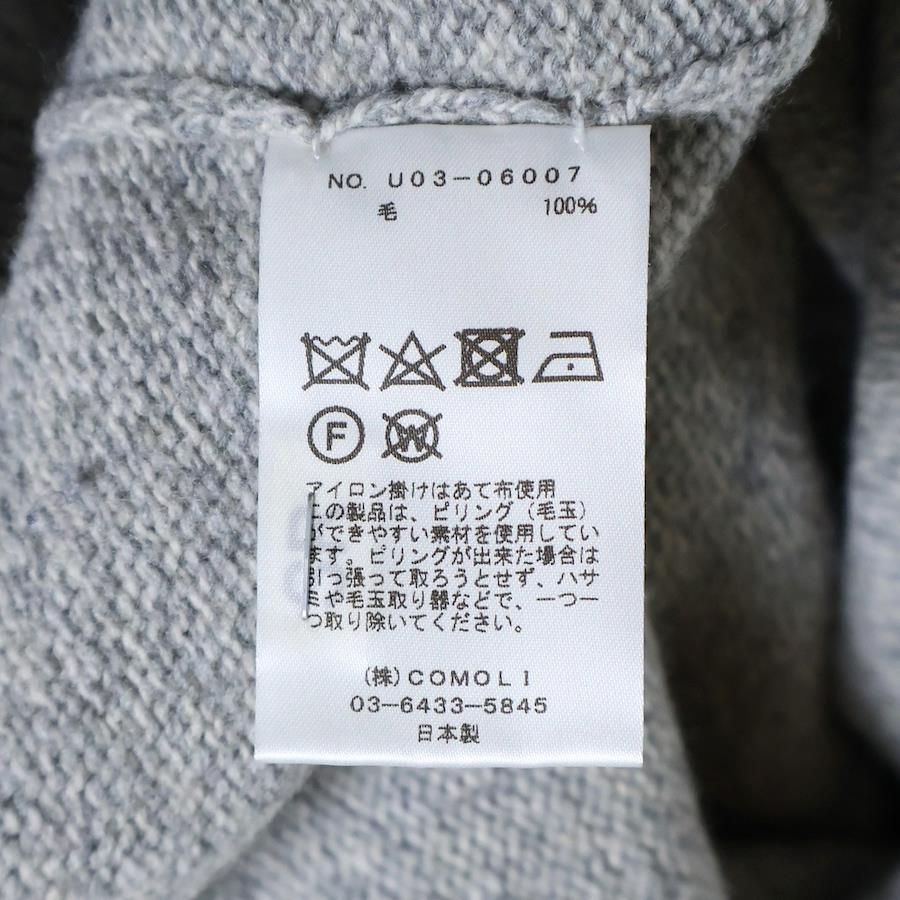 NO. U03-06007
毛 100%
F
W
アイロン掛けはあて布使用
この製品は、ピリング（毛玉）
ができやすい素材を使用してい
ます。ピリングが出来た場合は
引っ張って取ろうとせず、ハサ
ミや毛玉取り器などで、一つ一
つ取り除いてください。
(株)COMOLI
03-6433-5845
日本製